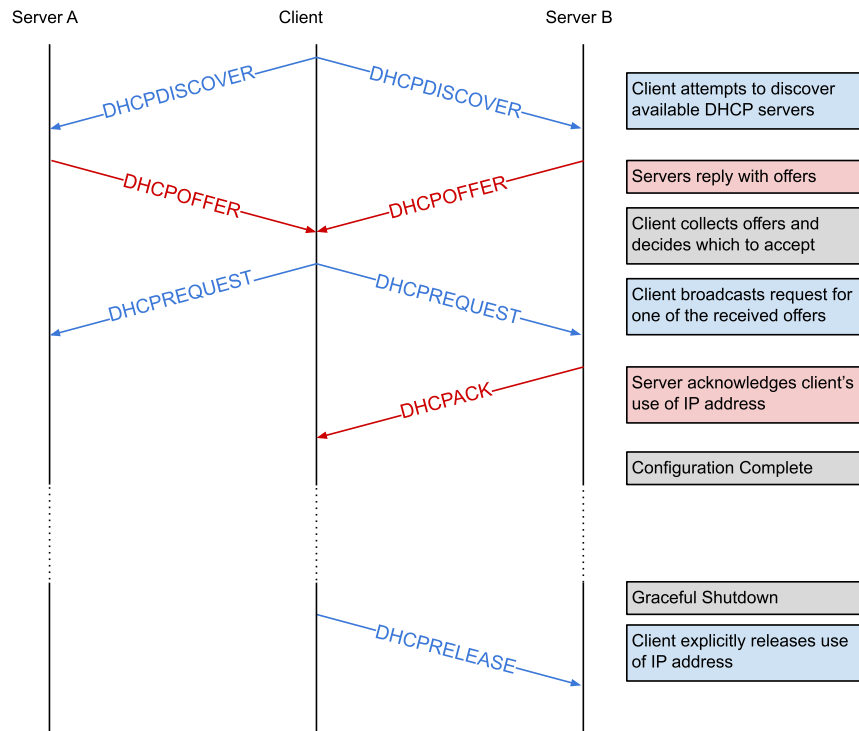 Server A
Client
Server B
DHCPDISCOVER
DHCPDISCOVER
Client attempts to discover
available DHCP servers
DHCPOFFER
DHCPOFFER
Servers reply with offers
Client collects offers and
decides which to accept
DHCPREQUEST
DHCPREQUEST
Client broadcasts request for
one of the received offers
DHCPACK
Server acknowledges client's
use of IP address
Configuration Complete
Graceful Shutdown
DHCPRELEASE
Client explicitly releases use
of IP address